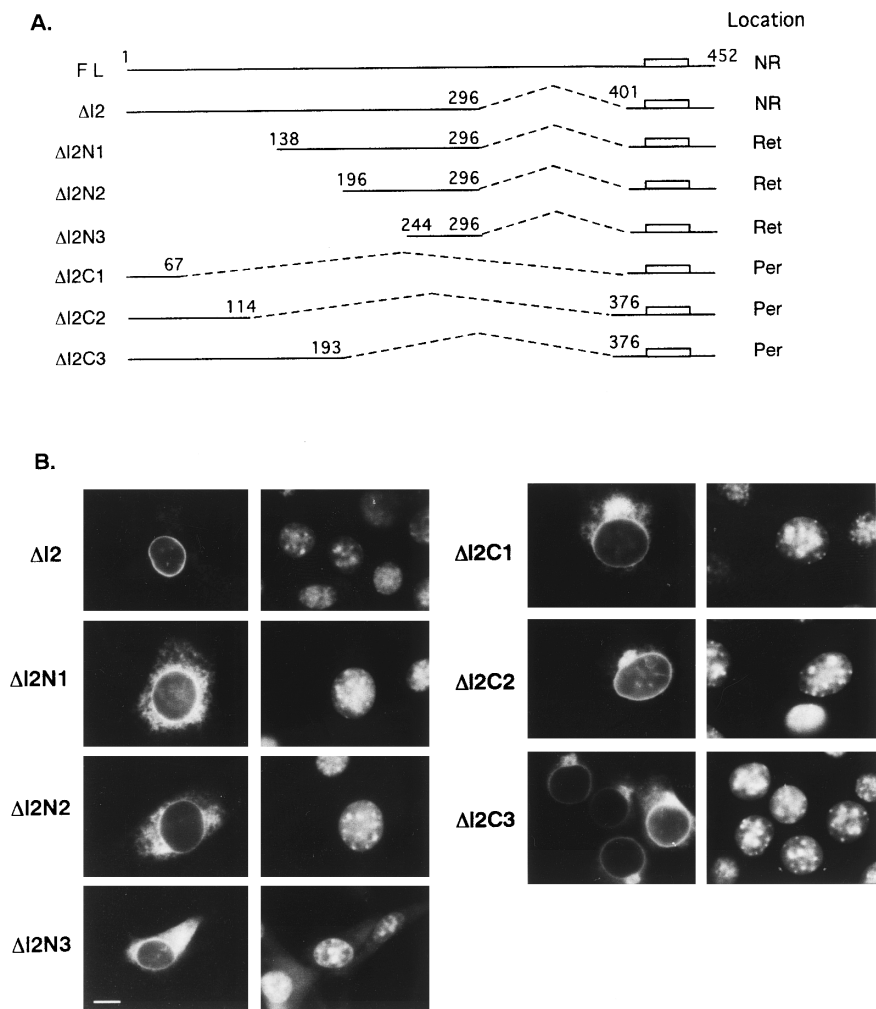 A.
Location
FL 1 452 NR
ΔI2 296 401 NR
ΔI2N1 138 296 Ret
ΔI2N2 196 296 Ret
ΔI2N3 244 296 Ret
ΔI2C1 67 Per
ΔI2C2 114 376 Per
ΔI2C3 193 376 Per
B.
ΔI2
ΔI2N1
ΔI2N2
ΔI2N3
ΔI2C1
ΔI2C2
ΔI2C3